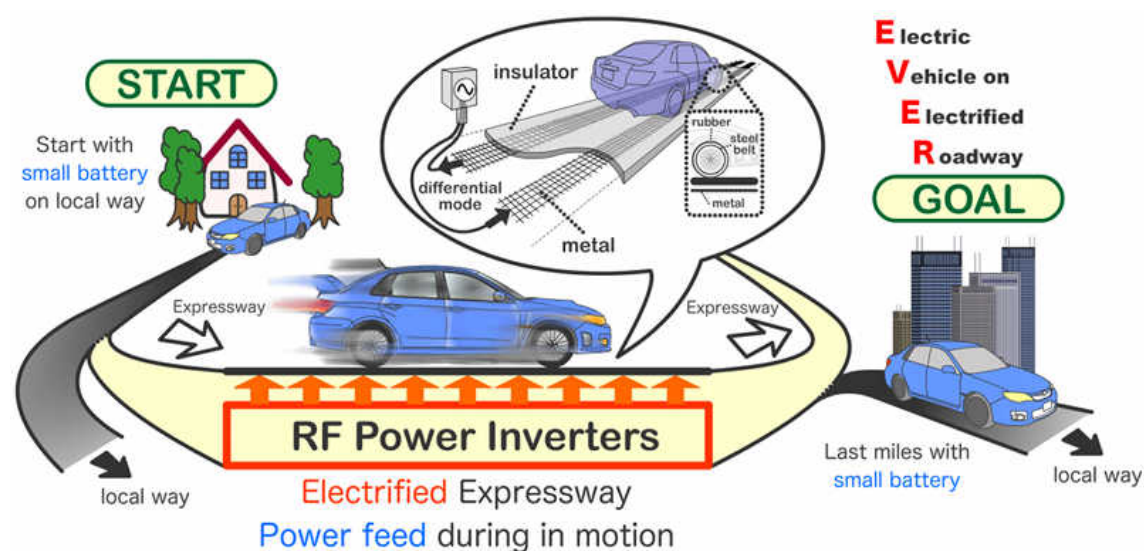 START
Start with
small battery
on local way
insulator
differential
mode
metal
rubber
steel
belt
metal
Electric
Vehicle on
Electrified
Roadway
GOAL
Expressway
Expressway
RF Power Inverters
Electrified Expressway
Power feed during in motion
local way
Last miles with
small battery
local way